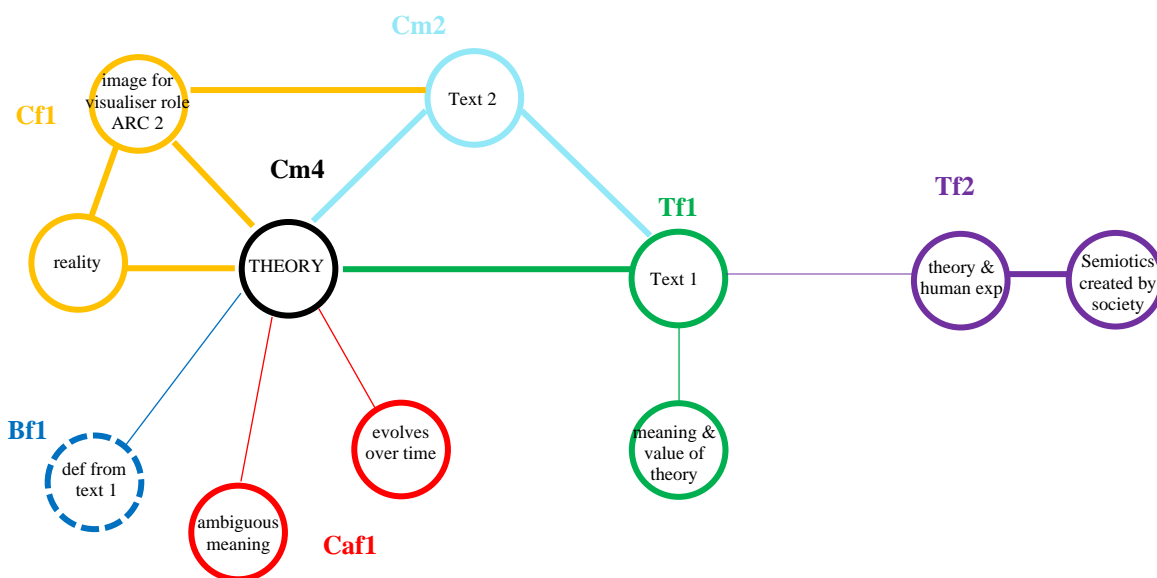 Cm2
image for
visualiser role
ARC 2
Text 2
Cf1
Cm4
Tf1
Tf2
reality
THEORY
Text 1
theory &
human exp
Semiotics
created by
society
Bf1
def from
text 1
evolves
over time
meaning &
value of
theory
ambiguous
meaning
Caf1